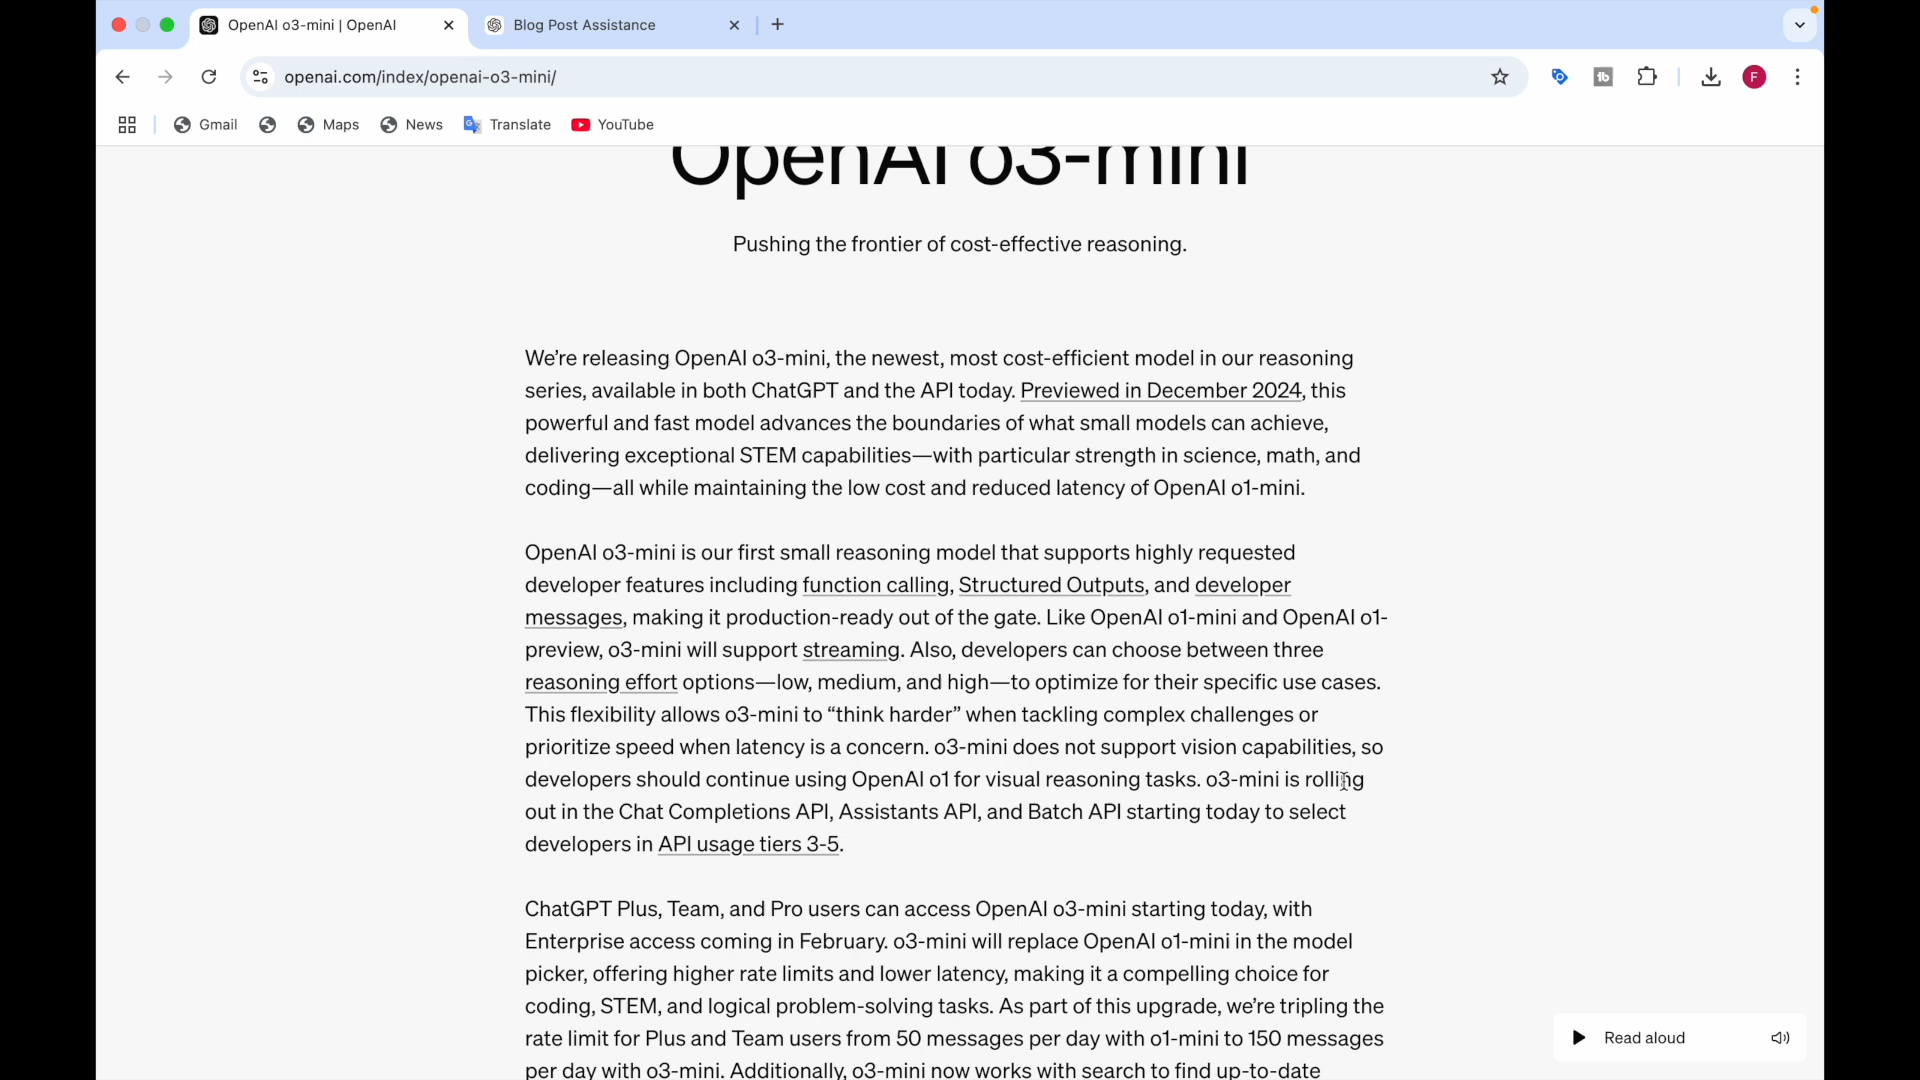 OpenAI o3-mini | OpenAI
Blog Post Assistance
openai.com/index/openai-o3-mini/
F
Gmail
Maps
News
Translate
YouTube
OpenAI o3-mini
Pushing the frontier of cost-effective reasoning.
We’re releasing OpenAI o3-mini, the newest, most cost-efficient model in our reasoning
series, available in both ChatGPT and the API today. Previewed in December 2024, this
powerful and fast model advances the boundaries of what small models can achieve,
delivering exceptional STEM capabilities—with particular strength in science, math, and
coding—all while maintaining the low cost and reduced latency of OpenAI o1-mini.
OpenAI o3-mini is our first small reasoning model that supports highly requested
developer features including function calling, Structured Outputs, and developer
messages, making it production-ready out of the gate. Like OpenAI o1-mini and OpenAI o1-
preview, o3-mini will support streaming. Also, developers can choose between three
reasoning effort options—low, medium, and high—to optimize for their specific use cases.
This flexibility allows o3-mini to “think harder” when tackling complex challenges or
prioritize speed when latency is a concern. o3-mini does not support vision capabilities, so
developers should continue using OpenAI o1 for visual reasoning tasks. o3-mini is rolling
out in the Chat Completions API, Assistants API, and Batch API starting today to select
developers in API usage tiers 3-5.
ChatGPT Plus, Team, and Pro users can access OpenAI o3-mini starting today, with
Enterprise access coming in February. o3-mini will replace OpenAI o1-mini in the model
picker, offering higher rate limits and lower latency, making it a compelling choice for
coding, STEM, and logical problem-solving tasks. As part of this upgrade, we’re tripling the
rate limit for Plus and Team users from 50 messages per day with o1-mini to 150 messages
per day with o3-mini. Additionally, o3-mini now works with search to find up-to-date
Read aloud